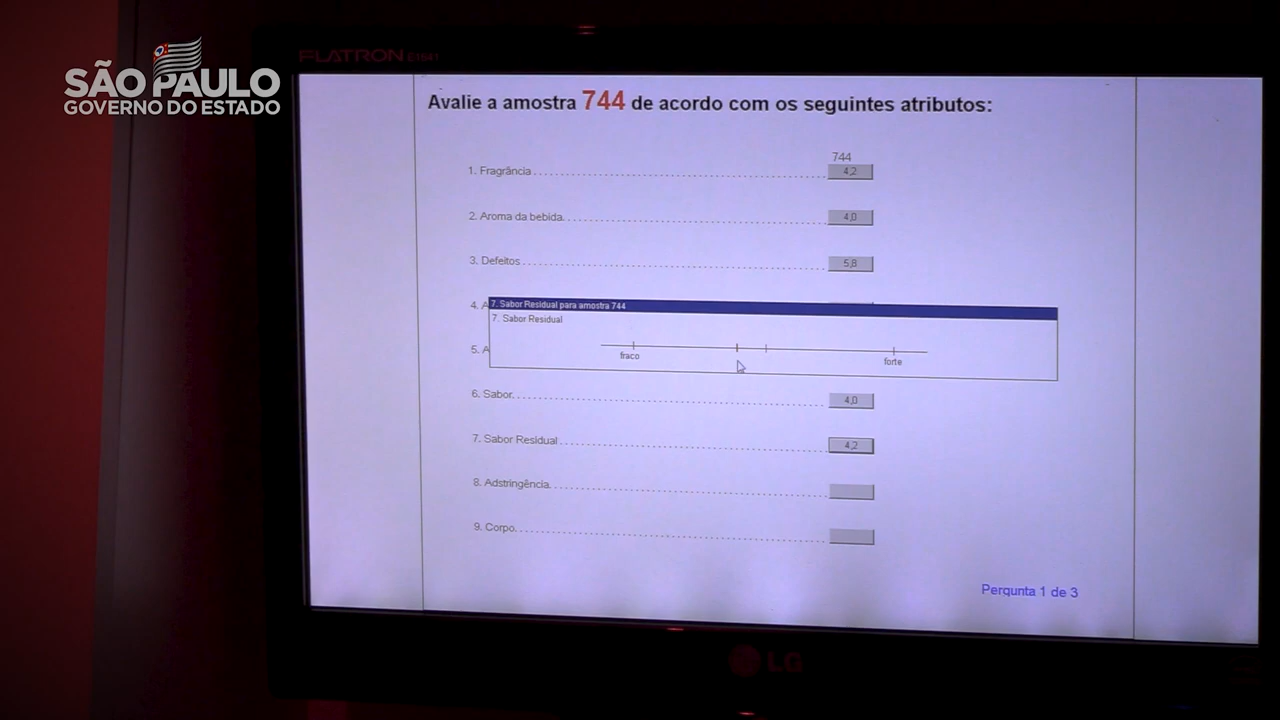 SÃO PAULO
GOVERNO DO ESTADO
FLATRON E1541
Avalie a amostra 744 de acordo com os seguintes atributos:
744
1. Fragrância 4,2
2. Aroma da bebida 4,0
3. Defeitos 5,8
4. A
7. Sabor Residual para amostra 744
7. Sabor Residual
5. A
fraco
forte
6. Sabor 4,0
7. Sabor Residual 4,2
8. Adstringência
9. Corpo
Pergunta 1 de 3
LG